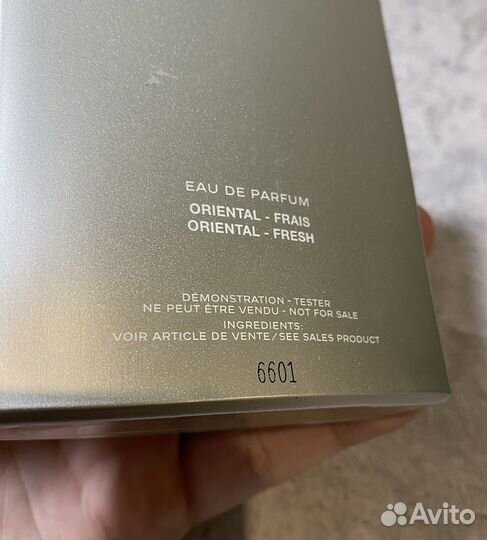 EAU DE PARFUM
ORIENTAL - FRAIS
ORIENTAL - FRESH
DÉMONSTRATION - TESTER
NE PEUT ÊTRE VENDU - NOT FOR SALE
INGREDIENTS:
VOIR ARTICLE DE VENTE/SEE SALES PRODUCT
6601
Avito